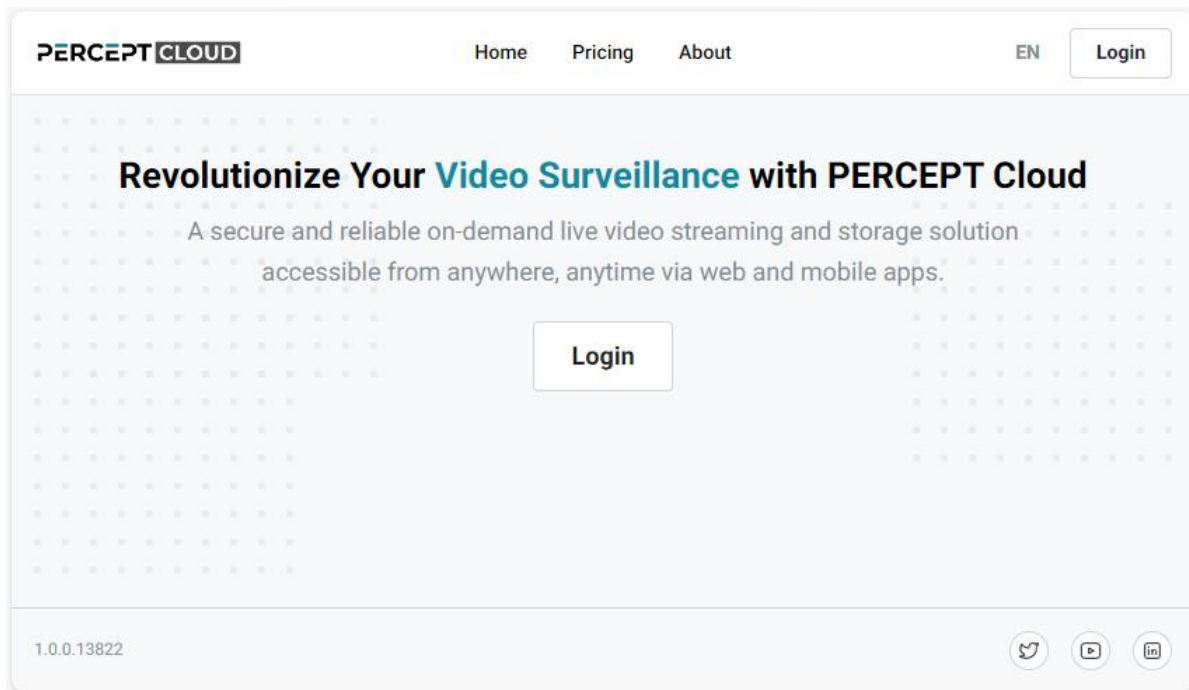 PERCEPT CLOUD
Home Pricing About
EN
Login
Revolutionize Your Video Surveillance with PERCEPT Cloud
A secure and reliable on-demand live video streaming and storage solution
accessible from anywhere, anytime via web and mobile apps.
Login
1.0.0.13822
in